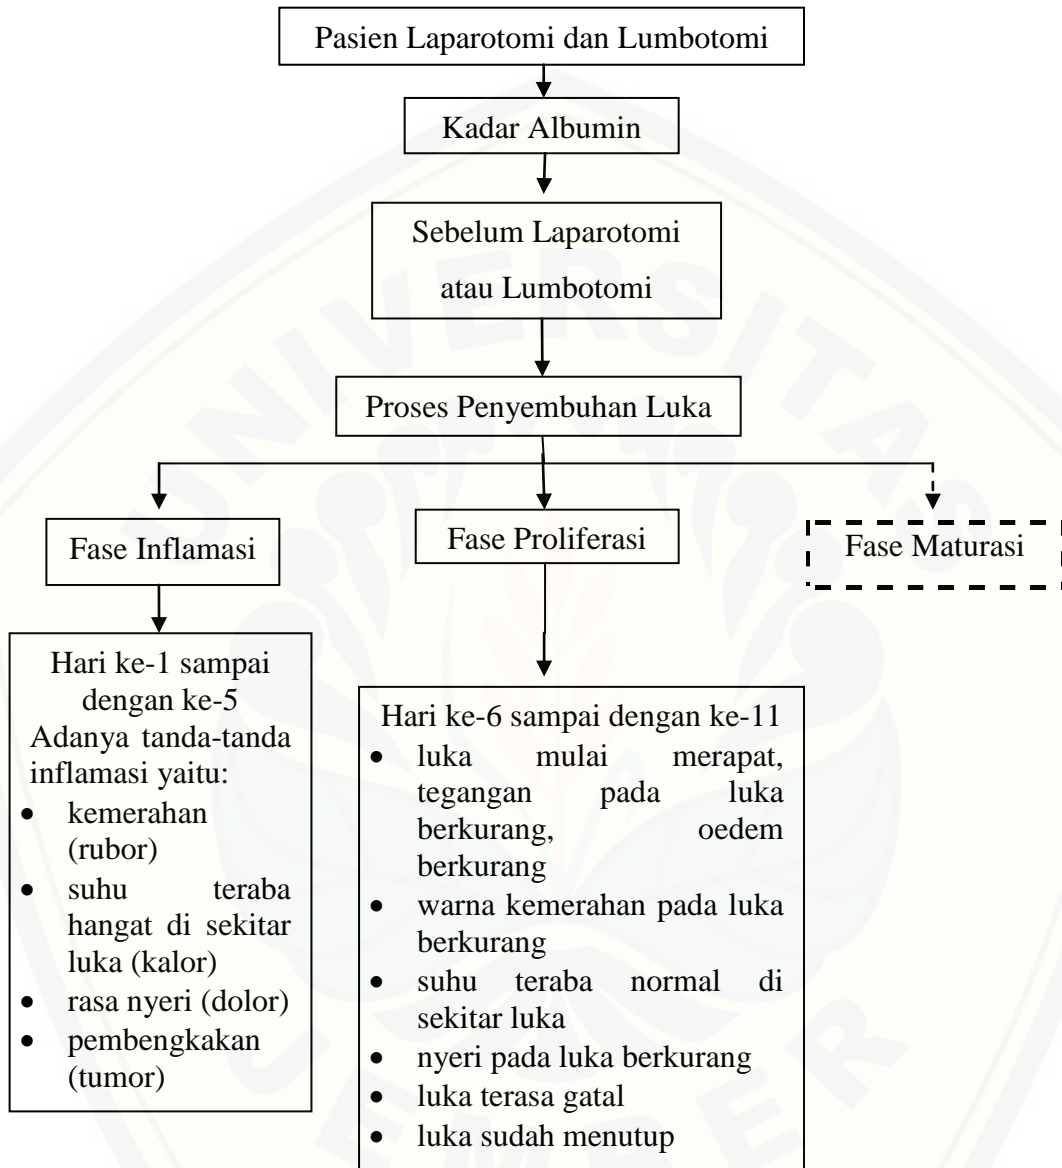 Pasien Laparotomi dan Lumbotomi
Kadar Albumin
Sebelum Laparotomi
atau Lumbotomi
Proses Penyembuhan Luka
Fase Inflamasi
Fase Proliferasi
Fase Maturasi
Hari ke-1 sampai
dengan ke-5
Adanya tanda-tanda
inflamasi yaitu:
• kemerahan
(rubor)
• suhu teraba
hangat di sekitar
luka (kalor)
• rasa nyeri (dolor)
• pembengkakan
(tumor)
Hari ke-6 sampai dengan ke-11
• luka mulai merapat,
tegangan pada luka
berkurang, oedem
berkurang
• warna kemerahan pada luka
berkurang
• suhu teraba normal di
sekitar luka
• nyeri pada luka berkurang
• luka terasa gatal
• luka sudah menutup
UNIVERSITAS
JEMBER